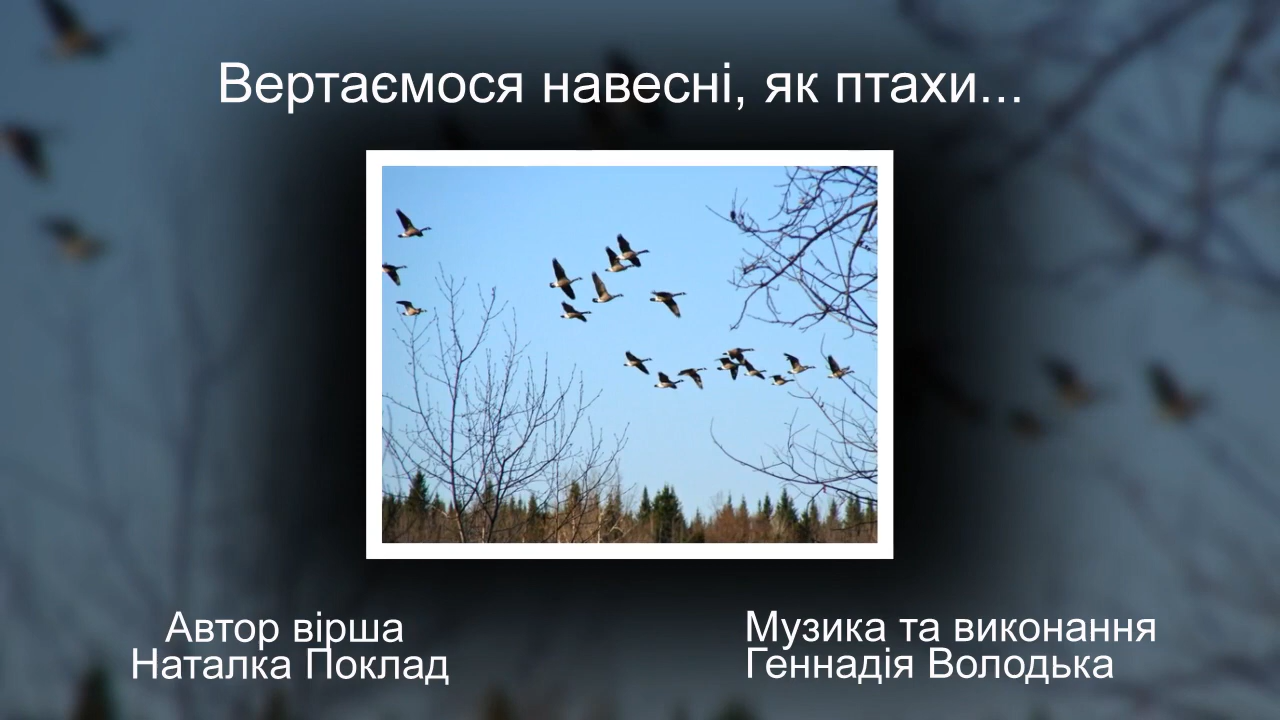 Вертаємося навесні, як птахи...
Автор вірша
Наталка Поклад
Музика та виконання
Геннадія Володька